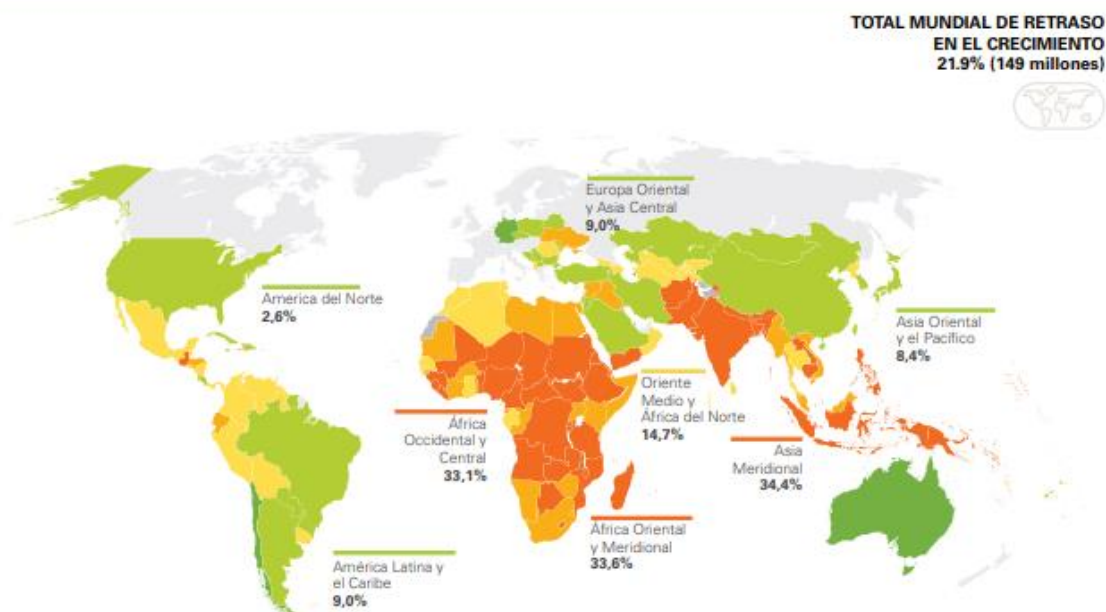 TOTAL MUNDIAL DE RETRASO
EN EL CRECIMIENTO
21.9% (149 millones)
Europa Oriental
y Asia Central
9,0%
America del Norte
2,6%
Asia Oriental
y el Pacífico
8,4%
Oriente
Medio y
África del Norte
14,7%
África
Occidental y
Central
33,1%
Asia
Meridional
34,4%
África Oriental
y Meridional
33,6%
América Latina y
el Caribe
9,0%